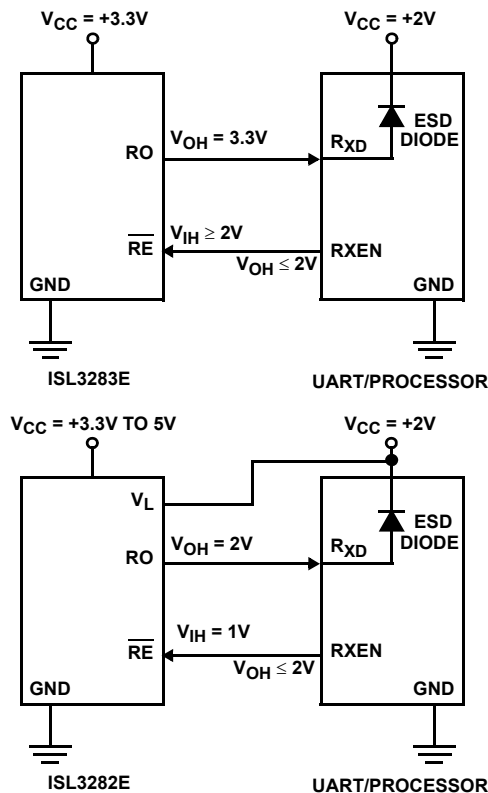 VCC = +3.3V
VCC = +2V
RO
VOH = 3.3V
RXD
ESD
DIODE
RE
VIH ≥ 2V
VOH ≤ 2V
RXEN
GND
GND
ISL3283E
UART/PROCESSOR
VCC = +3.3V TO 5V
VCC = +2V
VL
RO
VOH = 2V
RXD
ESD
DIODE
RE
VIH = 1V
VOH ≤ 2V
RXEN
GND
GND
ISL3282E
UART/PROCESSOR